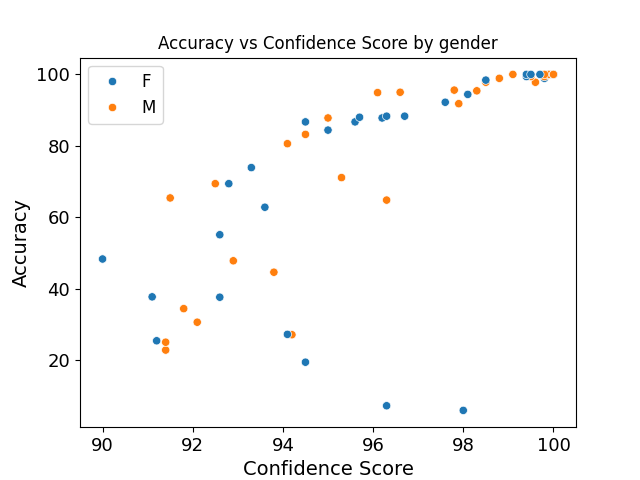 Accuracy vs Confidence Score by gender
F
M
100
80
60
40
20
Accuracy
90 92 94 96 98 100
Confidence Score